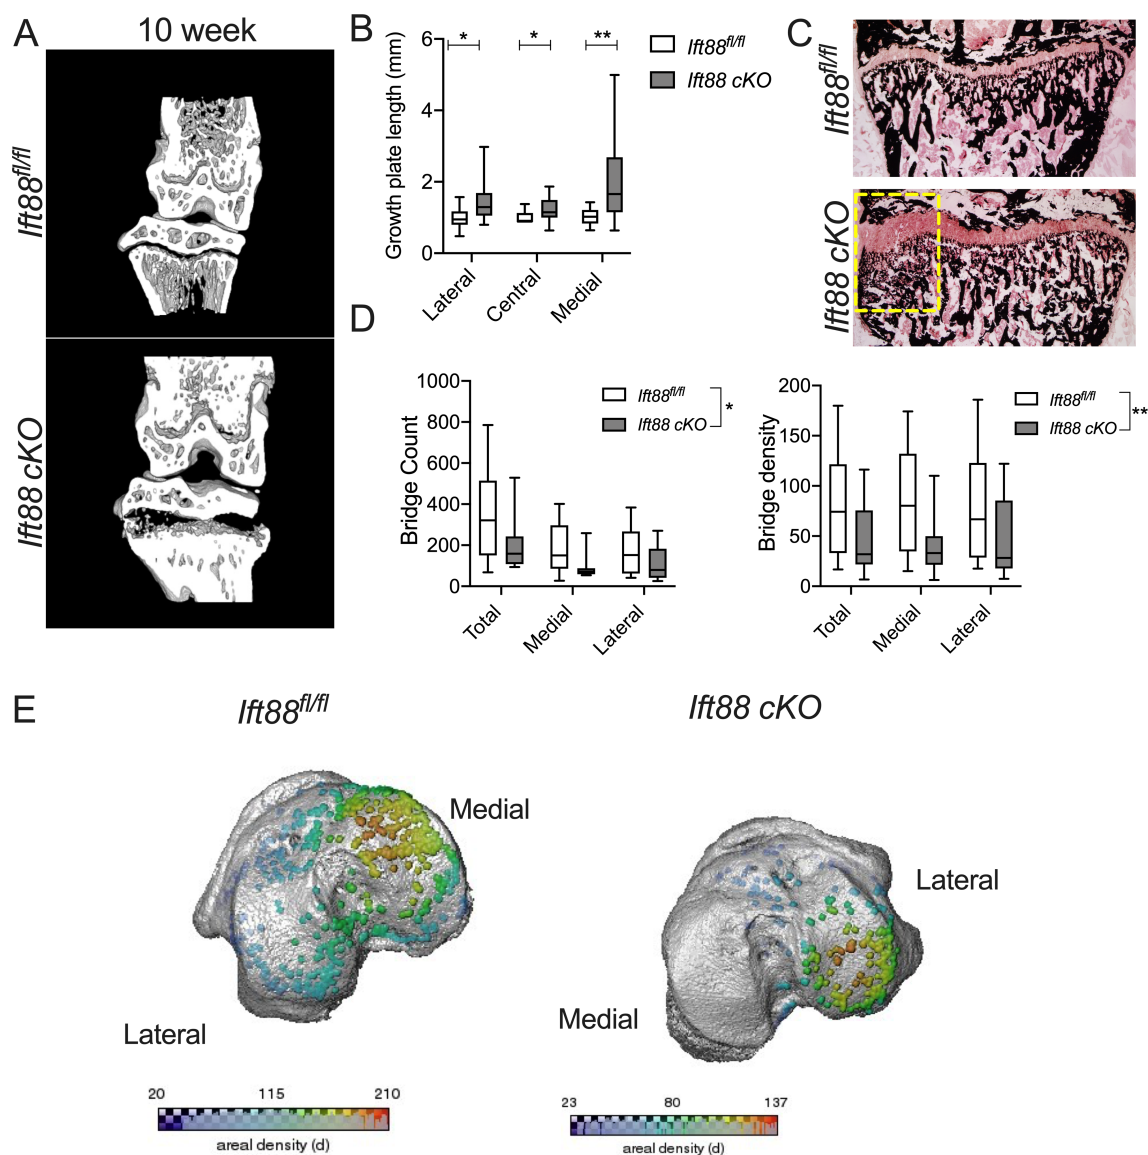 A
10 week
Ift88fl/fl
Ift88 cKO
B
Growth plate length (mm)
6
4
2
0
*
*
**
Ift88fl/fl
Ift88 cKO
Lateral
Central
Medial
C
Ift88fl/fl
Ift88 cKO
D
Bridge Count
1000
800
600
400
200
0
Ift88fl/fl
Ift88 cKO
*
Total
Medial
Lateral
Bridge density
200
150
100
50
0
Ift88fl/fl
Ift88 cKO
**
Total
Medial
Lateral
E
Ift88fl/fl
Medial
Lateral
20 115 210
areal density (d)
Ift88 cKO
Lateral
Medial
23 80 137
areal density (d)